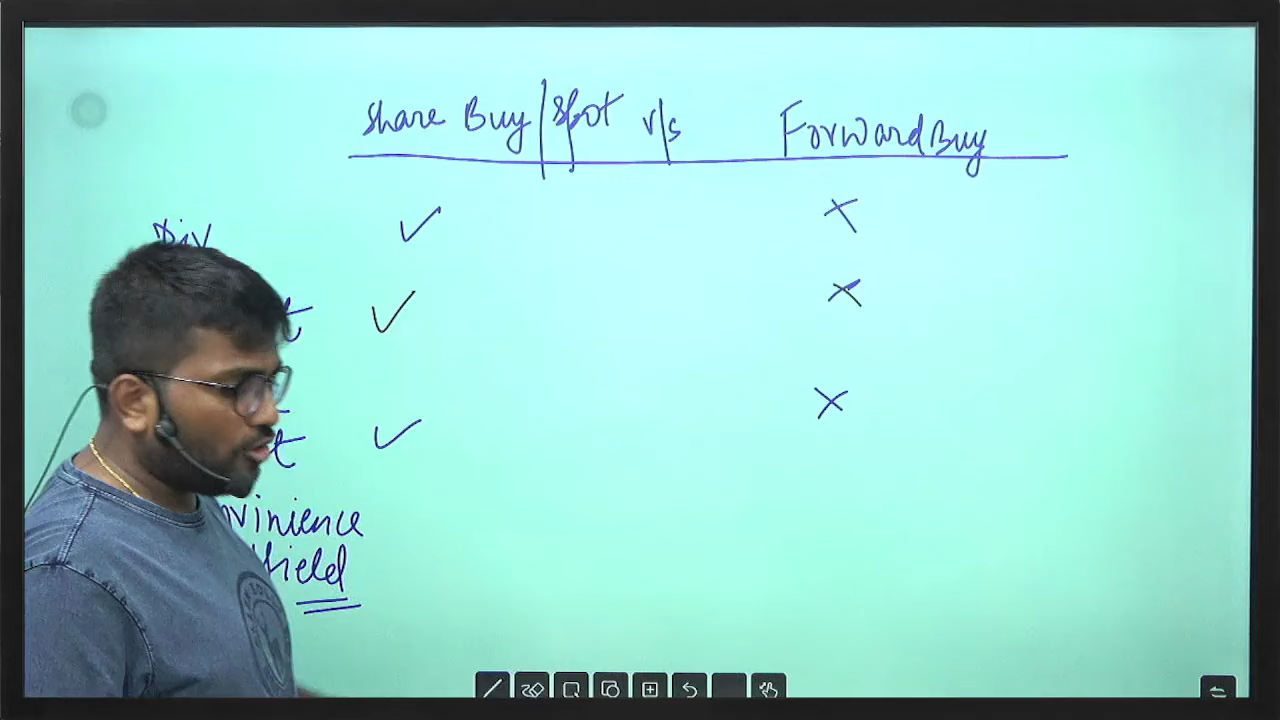 Share Buy/Spot v/s Forward Buy
Div ✓ ×
✓ ×
✓ ×
vinience
Yield